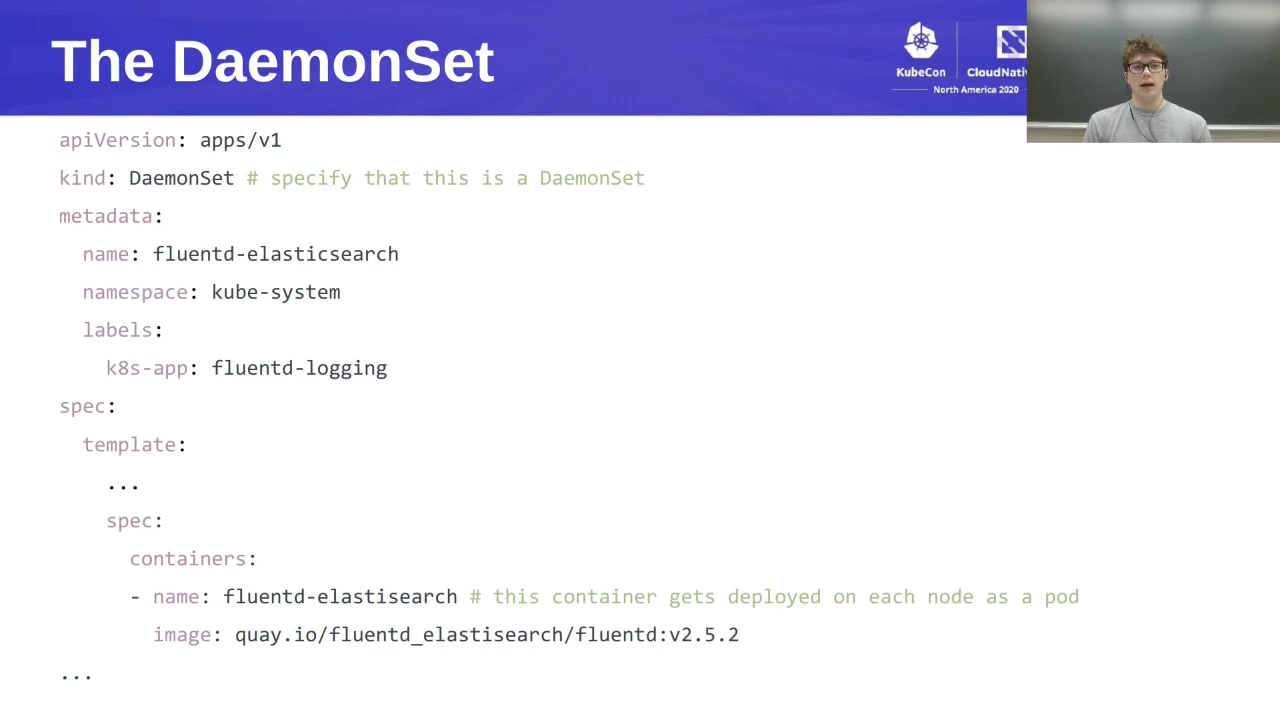 The DaemonSet
KubeCon
CloudNati
North America 2020
apiVersion: apps/v1
kind: DaemonSet # specify that this is a DaemonSet
metadata:
name: fluentd-elasticsearch
namespace: kube-system
labels:
k8s-app: fluentd-logging
spec:
template:
...
spec:
containers:
- name: fluentd-elastisearch # this container gets deployed on each node as a pod
image: quay.io/fluentd_elastisearch/fluentd:v2.5.2
...